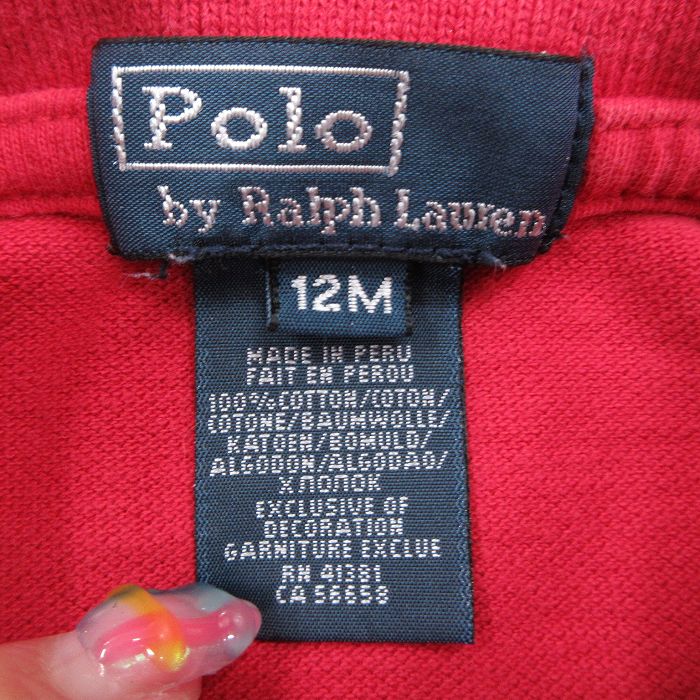 Polo
by Ralph Lauren
12M
MADE IN PERU
FAIT EN PEROU
100% COTTON/COTON/
COTONE/BAUMWOLLE/
KATOEN/BOMULD/
ALGODON/ALGODAO/
ХЛОПОК
EXCLUSIVE OF
DECORATION
GARNITURE EXCLUE
RN 41381
CA 56658